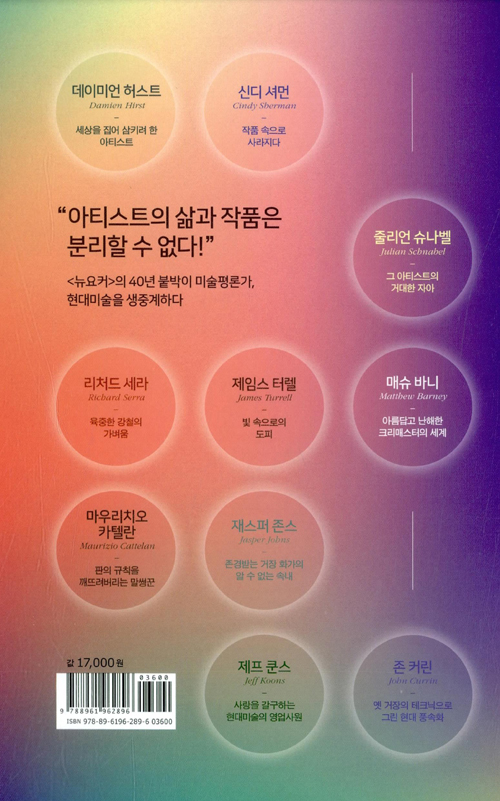 데이미언 허스트
Damien Hirst
–
세상을 집어 삼키려 한
아티스트
신디 셔먼
Cindy Sherman
–
작품 속으로
사라지다
“아티스트의 삶과 작품은
분리할 수 없다!”
<뉴요커>의 40년 붙박이 미술평론가,
현대미술을 생중계하다
줄리언 슈나벨
Julian Schnabel
–
그 아티스트의
거대한 자아
리처드 세라
Richard Serra
–
육중한 강철의
가벼움
제임스 터렐
James Turrell
–
빛 속으로의
도피
매슈 바니
Matthew Barney
–
아름답고 난해한
크리매스터의 세계
마우리치오
카텔란
Maurizio Cattelan
–
판의 규칙을
깨뜨려버리는 말썽꾼
재스퍼 존스
Jasper Johns
–
존경받는 거장 화가의
알 수 없는 속내
제프 쿤스
Jeff Koons
–
사랑을 갈구하는
현대미술의 영업사원
존 커린
John Currin
–
옛 거장의 테크닉으로
그린 현대 풍속화
값 17,000원
03600
9 788961 962896
ISBN 978-89-6196-289-6 03600